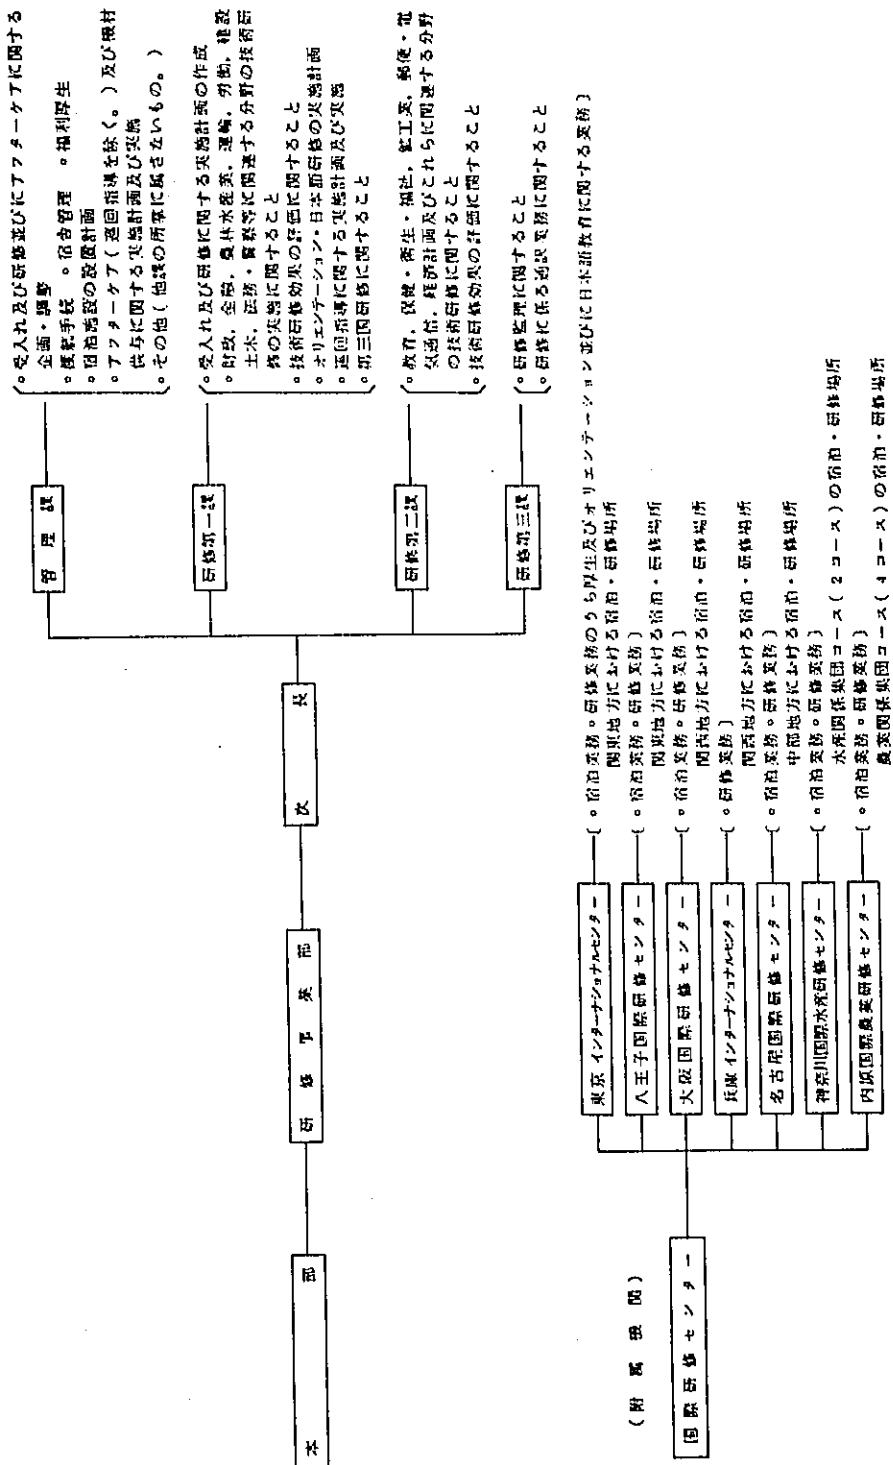 本部
研修事業部
次長
管理課
。受入れ及び研修並びにアフターケアに関する
企画・調整
。渡航手続 。宿舎管理 。福利厚生
。宿泊施設の設置計画
。アフターケア(巡回指導を除く。)及び機材
供与に関する実施計画及び実施
。その他(他課の所掌に属さないもの。)
研修第一課
。受入れ及び研修に関する実施計画の作成
。財政,金融,農林水産業,運輸,労働,建設
土木,法務・警察等に関連する分野の技術研
修の実施に関すること
。技術研修効果の評価に関すること
。オリエンテーション・日本語研修の実施計画
。巡回指導に関する実施計画及び実施
。第三国研修に関すること
研修第二課
。教育,保健・衛生・福祉,鉱工業,郵便・電
気通信,経済計画及びこれらに関連する分野
の技術研修に関すること
。技術研修効果の評価に関すること
研修第三課
。研修監理に関すること
。研修に係る通訳業務に関すること
(附属機関)
国際研修センター
東京インターナショナルセンター
〔。宿泊業務。研修業務のうち厚生及びオリエンテーション並びに日本語教育に関する業務〕
関東地方における宿泊・研修場所
八王子国際研修センター
〔。宿泊業務。研修業務〕
関東地方における宿泊・研修場所
大阪国際研修センター
〔。宿泊業務。研修業務〕
関西地方における宿泊・研修場所
兵庫インターナショナルセンター
〔。研修業務〕
関西地方における宿泊・研修場所
名古屋国際研修センター
〔。宿泊業務。研修業務〕
中部地方における宿泊・研修場所
神奈川国際水産研修センター
〔。宿泊業務。研修業務〕
水産関係集団コース(2コース)の宿泊・研修場所
内原国際農業研修センター
〔。宿泊業務。研修業務〕
農業関係集団コース(4コース)の宿泊・研修場所